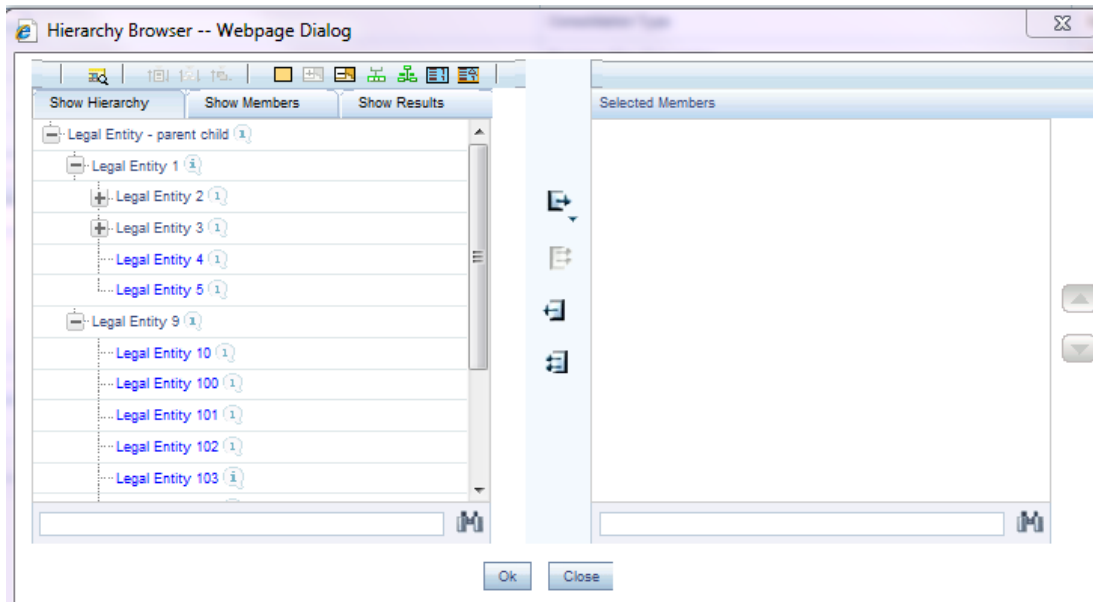 Hierarchy Browser -- Webpage Dialog
Show Hierarchy Show Members Show Results
Selected Members
Legal Entity - parent child
Legal Entity 1
Legal Entity 2
Legal Entity 3
Legal Entity 4
Legal Entity 5
Legal Entity 9
Legal Entity 10
Legal Entity 100
Legal Entity 101
Legal Entity 102
Legal Entity 103
Ok Close